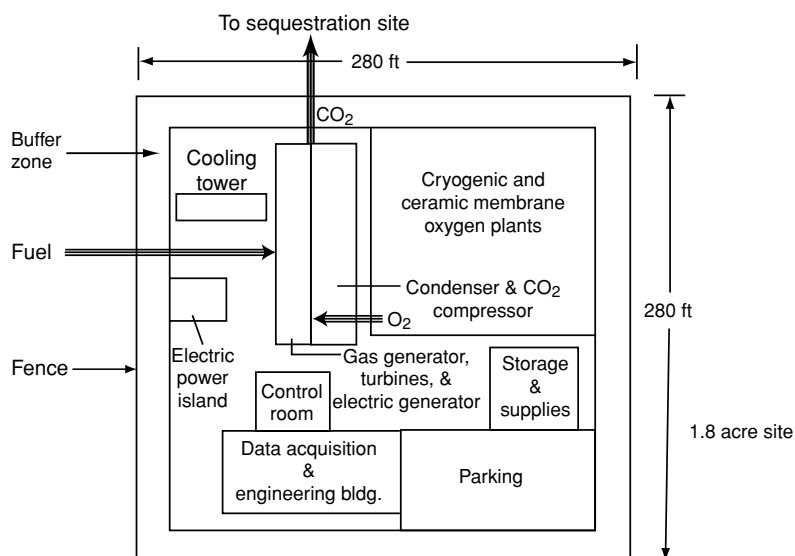 To sequestration site
280 ft
CO2
Buffer
zone
Cooling
tower
Cryogenic and
ceramic membrane
oxygen plants
Fuel
Condenser & CO2
compressor
O2
280 ft
Electric
power
island
Gas generator,
turbines, &
electric generator
Storage
&
supplies
Fence
Control
room
1.8 acre site
Data acquisition
&
engineering bldg.
Parking